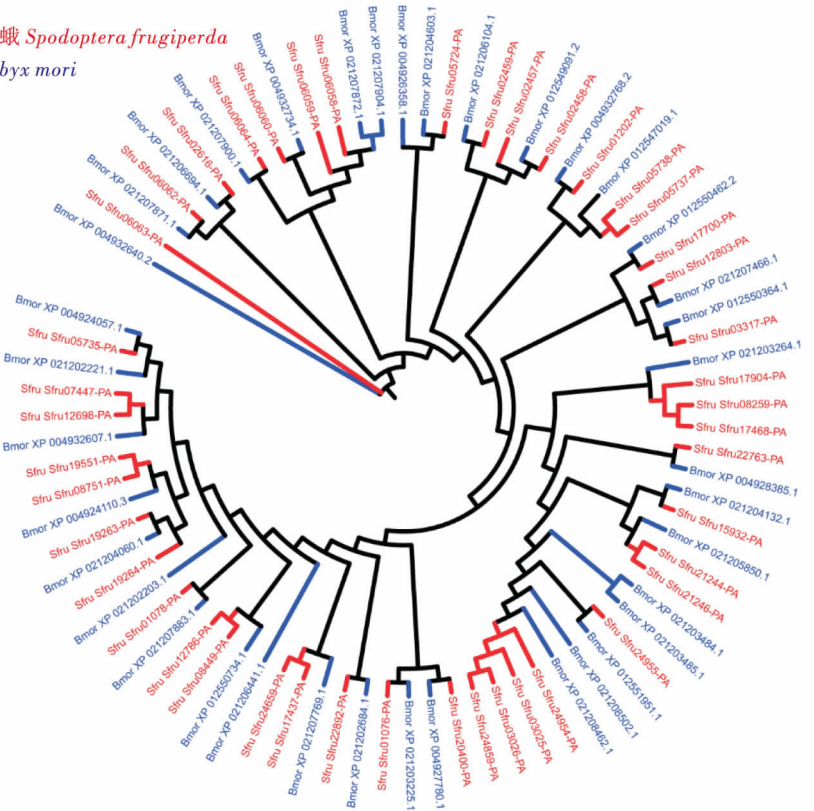 蛾 Spodoptera frugiperda
byx mori
Bmor XP 004932640.2
Sfru Sfru06063-PA
Bmor XP 021207871.1
Sfru Sfru06062-PA
Bmor XP 021206694.1
Sfru Sfru02616-PA
Bmor XP 021207900.1
Sfru Sfru06064-PA
Sfru Sfru06060-PA
Bmor XP 004932734.1
Sfru Sfru06059-PA
Sfru Sfru06058-PA
Bmor XP 021207872.1
Bmor XP 021207904.1
Bmor XP 004926358.1
Bmor XP 021204603.1
Sfru Sfru05724-PA
Bmor XP 021206104.1
Sfru Sfru02459-PA
Sfru Sfru02457-PA
Bmor XP 012549091.2
Sfru Sfru02458-PA
Bmor XP 004932768.2
Sfru Sfru01202-PA
Bmor XP 012547019.1
Sfru Sfru05738-PA
Sfru Sfru05737-PA
Bmor XP 012550462.2
Sfru Sfru17700-PA
Sfru Sfru12803-PA
Bmor XP 021207466.1
Bmor XP 012550364.1
Sfru Sfru03317-PA
Bmor XP 021203264.1
Sfru Sfru17904-PA
Sfru Sfru08259-PA
Sfru Sfru17468-PA
Sfru Sfru22763-PA
Bmor XP 004928385.1
Bmor XP 021204132.1
Sfru Sfru15932-PA
Bmor XP 021205850.1
Sfru Sfru21244-PA
Sfru Sfru21246-PA
Bmor XP 021203484.1
Bmor XP 021203485.1
Sfru Sfru24955-PA
Bmor XP 012551951.1
Bmor XP 021208502.1
Bmor XP 021208462.1
Sfru Sfru24954-PA
Sfru Sfru03025-PA
Sfru Sfru03026-PA
Sfru Sfru24859-PA
Sfru Sfru20400-PA
Bmor XP 004927780.1
Bmor XP 021203225.1
Sfru Sfru01076-PA
Bmor XP 021202684.1
Sfru Sfru22892-PA
Bmor XP 021207769.1
Sfru Sfru17437-PA
Sfru Sfru24659-PA
Bmor XP 021206441.1
Bmor XP 012550734.1
Sfru Sfru08449-PA
Sfru Sfru12786-PA
Bmor XP 021207883.1
Sfru Sfru01078-PA
Bmor XP 021202203.1
Sfru Sfru19264-PA
Bmor XP 021204060.1
Sfru Sfru19263-PA
Bmor XP 004924110.3
Sfru Sfru08751-PA
Sfru Sfru19551-PA
Bmor XP 004932607.1
Sfru Sfru12698-PA
Sfru Sfru07447-PA
Bmor XP 021202221.1
Sfru Sfru05735-PA
Bmor XP 004924057.1